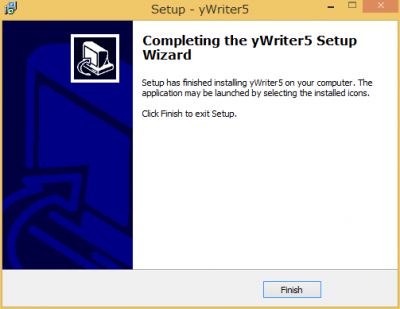 Setup - yWriter5
Completing the yWriter5 Setup
Wizard
Setup has finished installing yWriter5 on your computer. The
application may be launched by selecting the installed icons.
Click Finish to exit Setup.
Finish